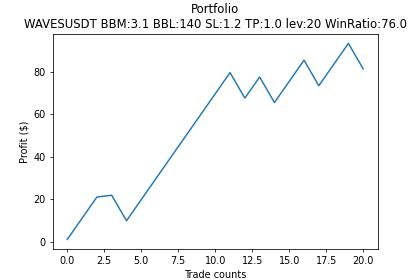 Portfolio
WAVESUSDT BBM:3.1 BBL:140 SL:1.2 TP:1.0 lev:20 WinRatio:76.0
80
60
40
20
0
Profit ($)
0.0 2.5 5.0 7.5 10.0 12.5 15.0 17.5 20.0
Trade counts